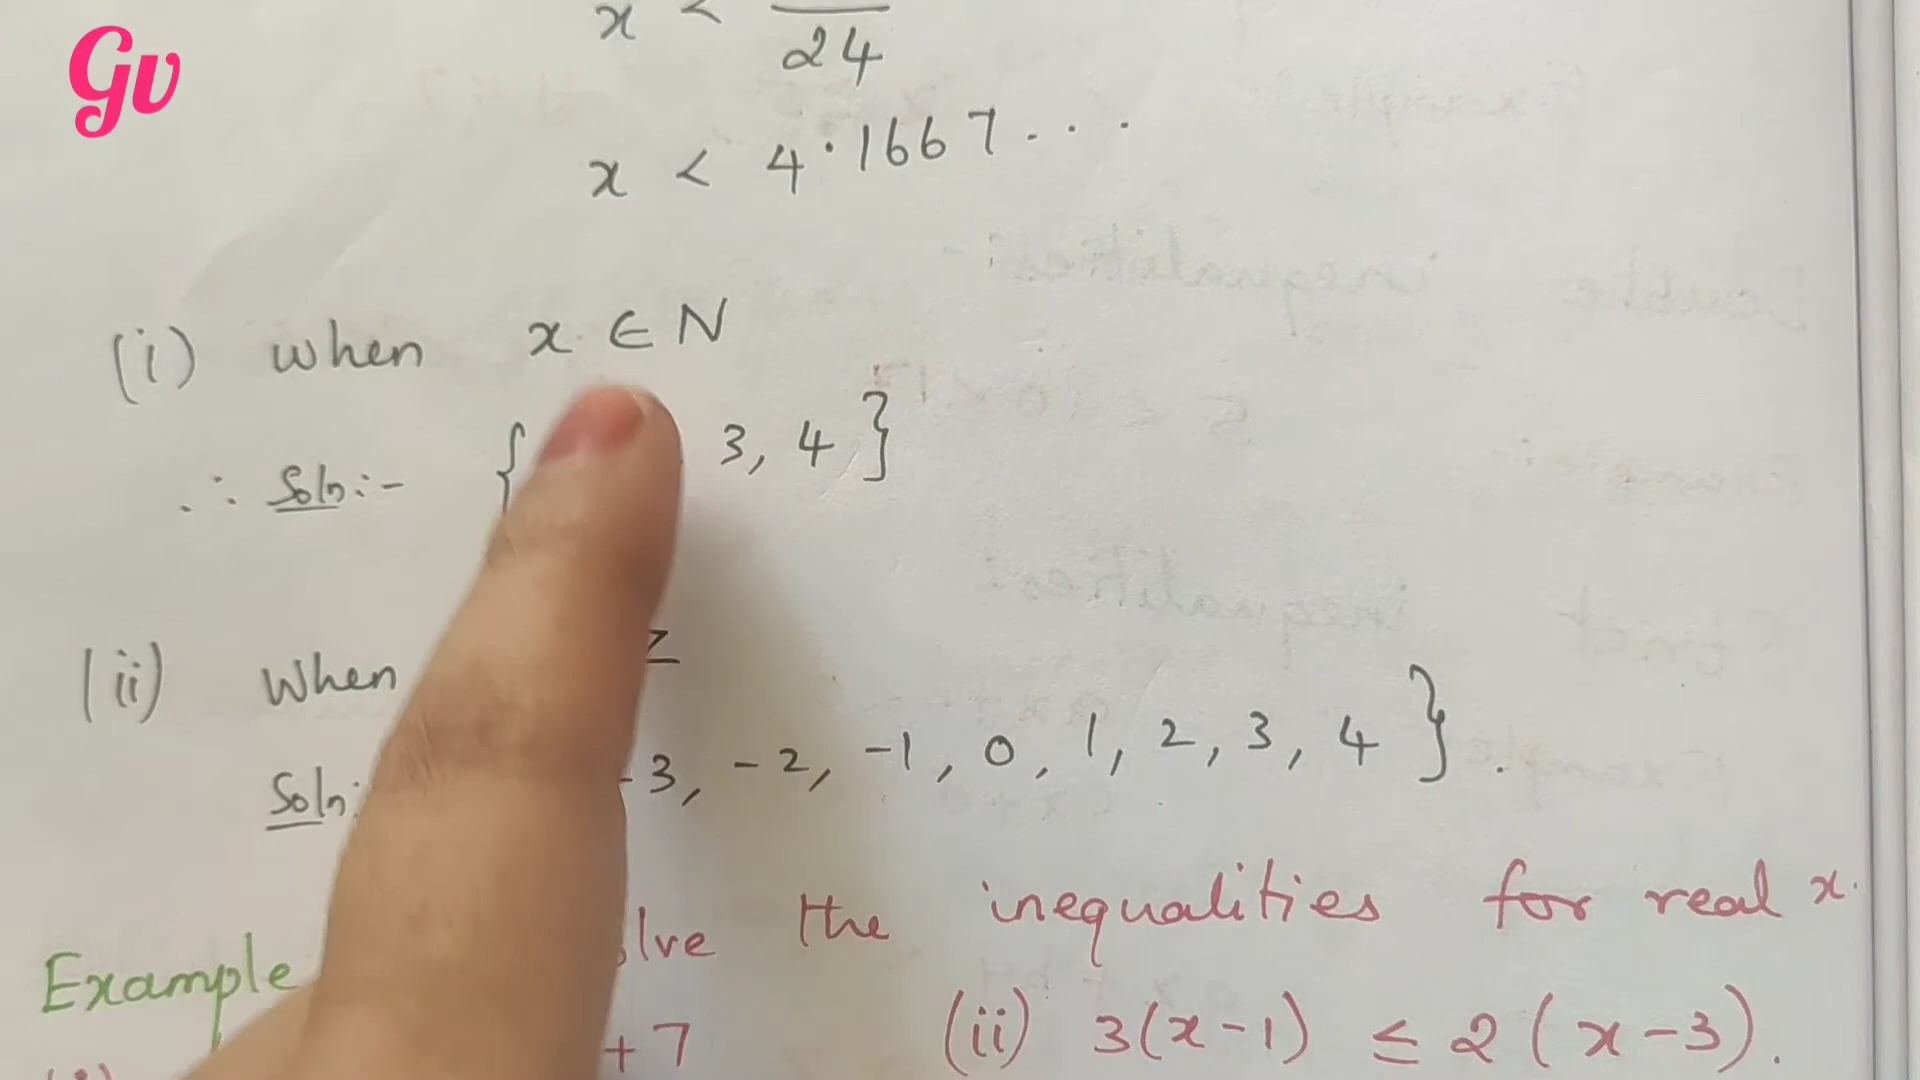 Gv
x < —
24
x < 4.1667...
(i) when x ∈ N
∴ Soln:- { 3, 4 }
(ii) When Z
Soln: -3, -2, -1, 0, 1, 2, 3, 4 } .
Example the inequalities for real x.
+ 7 (ii) 3(x-1) ≤ 2 ( x-3).